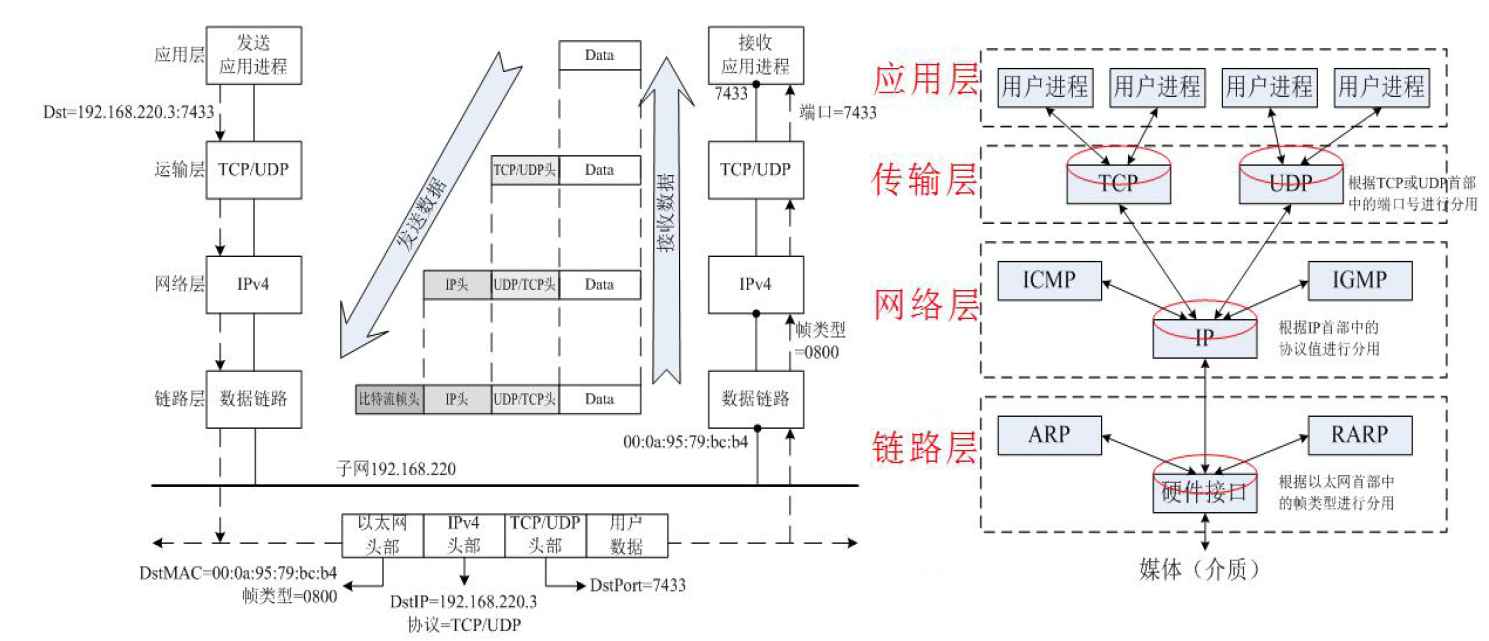 应用层
发送
应用进程
Data
接收
应用进程
7433
端口=7433
Dst=192.168.220.3:7433
运输层
TCP/UDP
TCP/UDP头
Data
TCP/UDP
发送数据
接收数据
网络层
IPv4
IP头
UDP/TCP头
Data
IPv4
帧类型
=0800
链路层
数据链路
比特流帧头
IP头
UDP/TCP头
Data
数据链路
00:0a:95:79:bc:b4
子网192.168.220
以太网
头部
IPv4
头部
TCP/UDP
头部
用户
数据
DstMAC=00:0a:95:79:bc:b4
帧类型=0800
DstIP=192.168.220.3
协议=TCP/UDP
DstPort=7433
应用层
用户进程
用户进程
用户进程
用户进程
传输层
TCP
UDP
根据TCP或UDP首部
中的端口号进行分用
网络层
ICMP
IGMP
IP
根据IP首部中的
协议值进行分用
链路层
ARP
RARP
硬件接口
根据以太网首部中
的帧类型进行分用
媒体（介质）